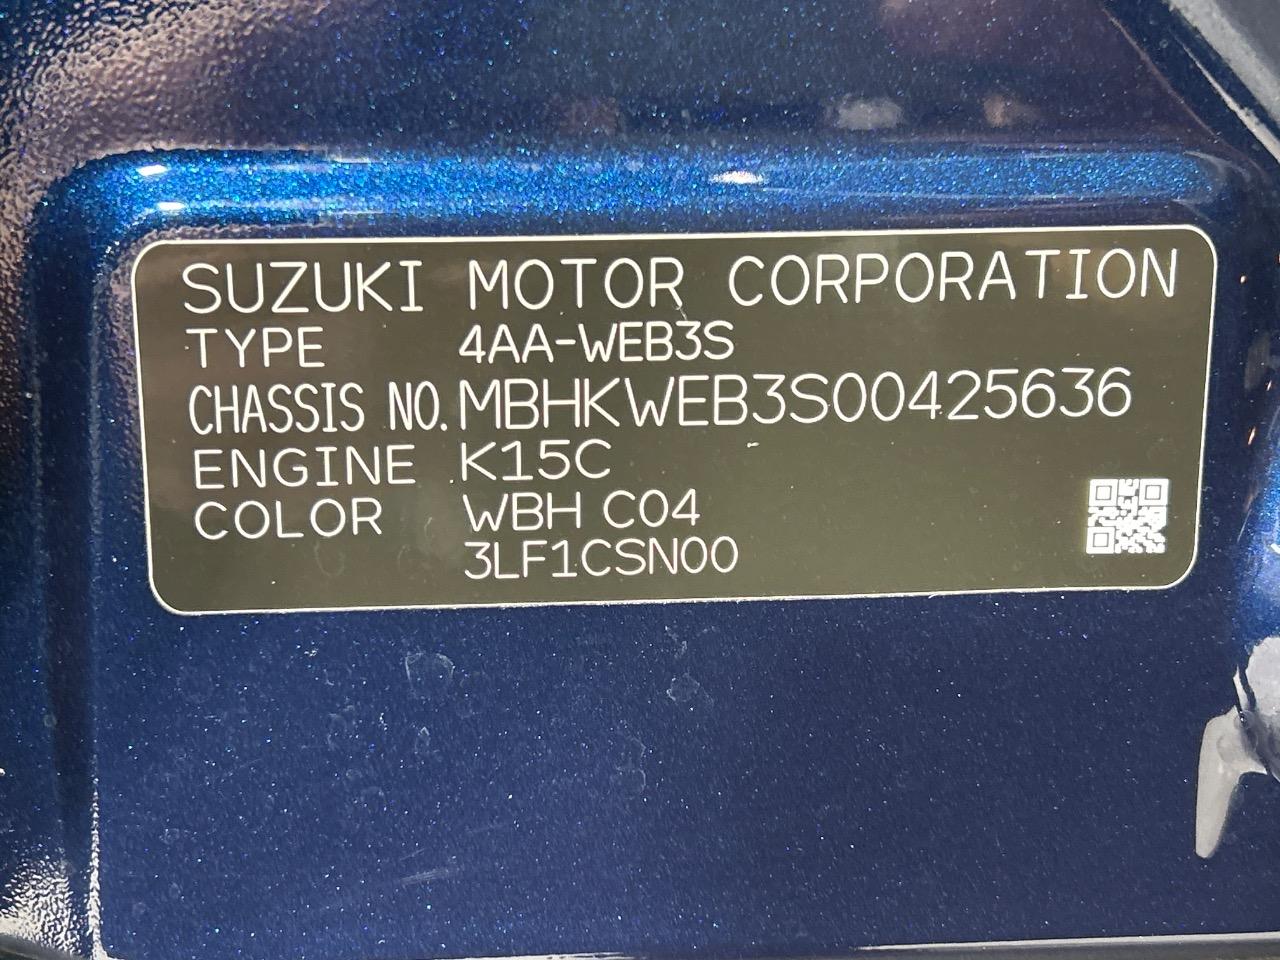 SUZUKI MOTOR CORPORATION
TYPE 4AA-WEB3S
CHASSIS NO. MBHKWEB3S00425636
ENGINE K15C
COLOR WBH C04
3LF1CSN00